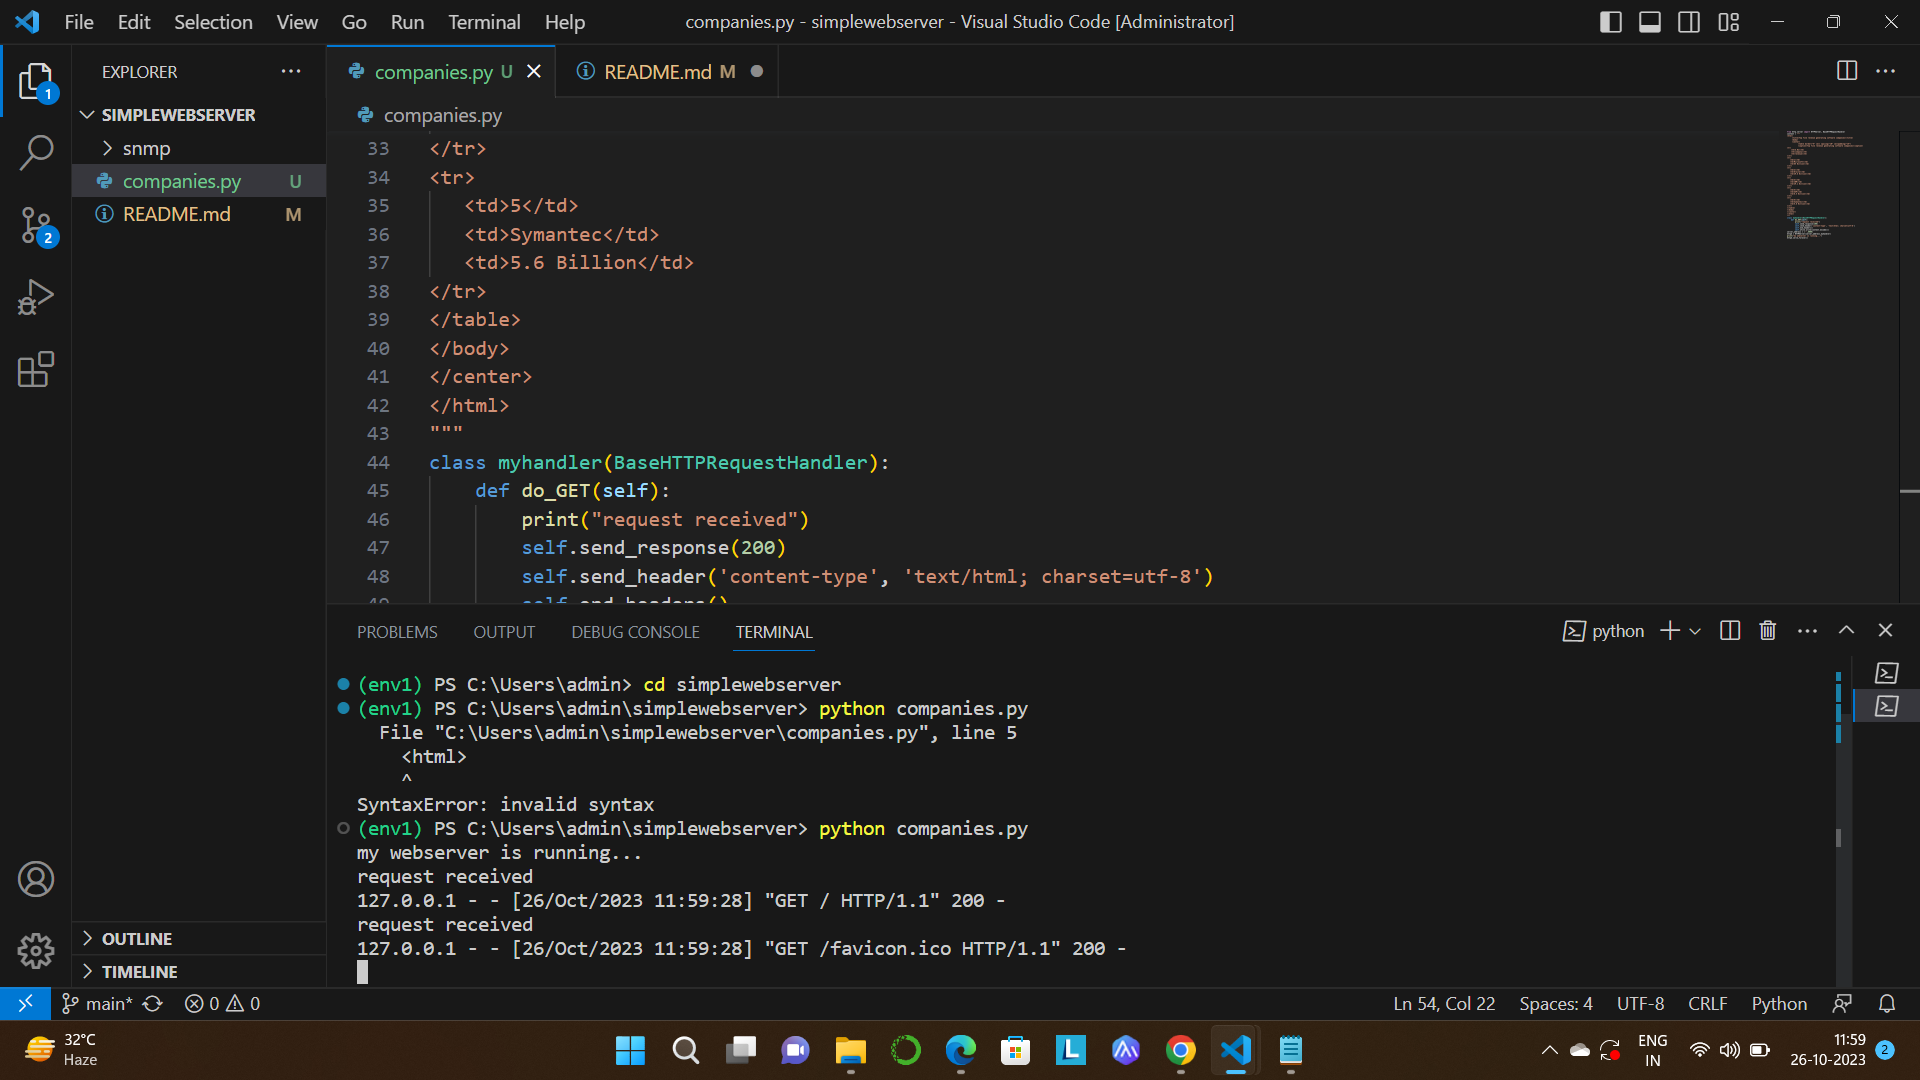 File Edit Selection View Go Run Terminal Help
companies.py - simplewebserver - Visual Studio Code [Administrator]
EXPLORER
1
SIMPLEWEBSERVER
snmp
companies.py U
README.md M
2
OUTLINE
TIMELINE
companies.py U
README.md M
companies.py
33 </tr>
34 <tr>
35 <td>5</td>
36 <td>Symantec</td>
37 <td>5.6 Billion</td>
38 </tr>
39 </table>
40 </body>
41 </center>
42 </html>
43 """
44 class myhandler(BaseHTTPRequestHandler):
45 def do_GET(self):
46 print("request received")
47 self.send_response(200)
48 self.send_header('content-type', 'text/html; charset=utf-8')
49 self.end_headers()
PROBLEMS OUTPUT DEBUG CONSOLE TERMINAL
python
(env1) PS C:\Users\admin> cd simplewebserver
(env1) PS C:\Users\admin\simplewebserver> python companies.py
File "C:\Users\admin\simplewebserver\companies.py", line 5
<html>
^
SyntaxError: invalid syntax
(env1) PS C:\Users\admin\simplewebserver> python companies.py
my webserver is running...
request received
127.0.0.1 - - [26/Oct/2023 11:59:28] "GET / HTTP/1.1" 200 -
request received
127.0.0.1 - - [26/Oct/2023 11:59:28] "GET /favicon.ico HTTP/1.1" 200 -
main* 0 0
Ln 54, Col 22 Spaces: 4 UTF-8 CRLF Python
32°C
Haze
L
ENG
IN
11:59
26-10-2023
2